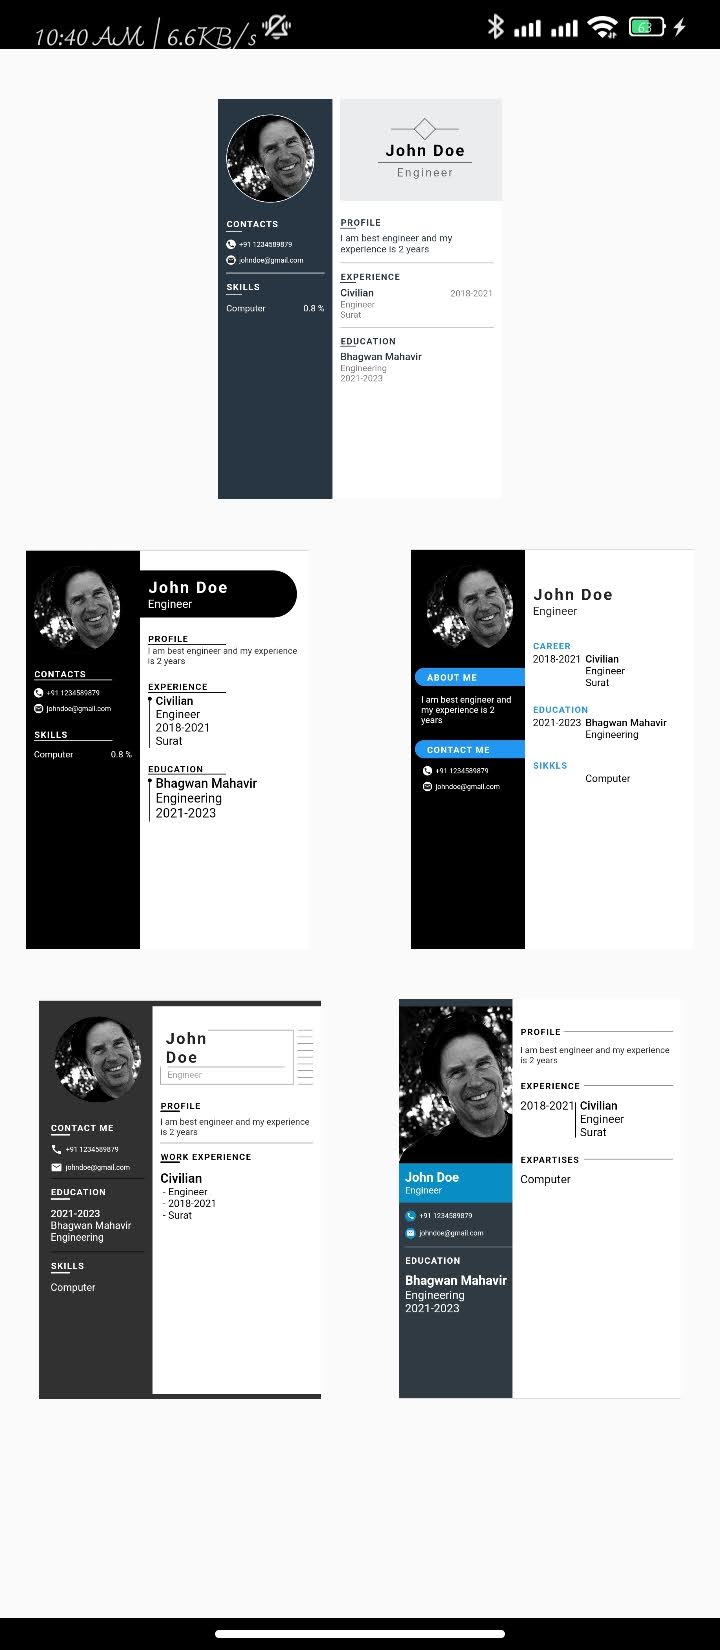 10:40 AM | 6.6KB/s
63
John Doe
Engineer
CONTACTS
+91 1234589879
johndoe@gmail.com
SKILLS
Computer 0.8 %
PROFILE
I am best engineer and my
experience is 2 years
EXPERIENCE
Civilian 2018-2021
Engineer
Surat
EDUCATION
Bhagwan Mahavir
Engineering
2021-2023
CONTACTS
+91 1234589879
johndoe@gmail.com
SKILLS
Computer 0.8 %
John Doe
Engineer
PROFILE
I am best engineer and my experience
is 2 years
EXPERIENCE
Civilian
Engineer
2018-2021
Surat
EDUCATION
Bhagwan Mahavir
Engineering
2021-2023
ABOUT ME
I am best engineer and
my experience is 2
years
CONTACT ME
+91 1234589879
johndoe@gmail.com
John Doe
Engineer
CAREER
2018-2021 Civilian
Engineer
Surat
EDUCATION
2021-2023 Bhagwan Mahavir
Engineering
SIKKLS
Computer
CONTACT ME
+91 1234589879
johndoe@gmail.com
EDUCATION
2021-2023
Bhagwan Mahavir
Engineering
SKILLS
Computer
John
Doe
Engineer
PROFILE
I am best engineer and my experience
is 2 years
WORK EXPERIENCE
Civilian
- Engineer
- 2018-2021
- Surat
John Doe
Engineer
+91 1234589879
johndoe@gmail.com
EDUCATION
Bhagwan Mahavir
Engineering
2021-2023
PROFILE
I am best engineer and my experience
is 2 years
EXPERIENCE
2018-2021 Civilian
Engineer
Surat
EXPARTISES
Computer